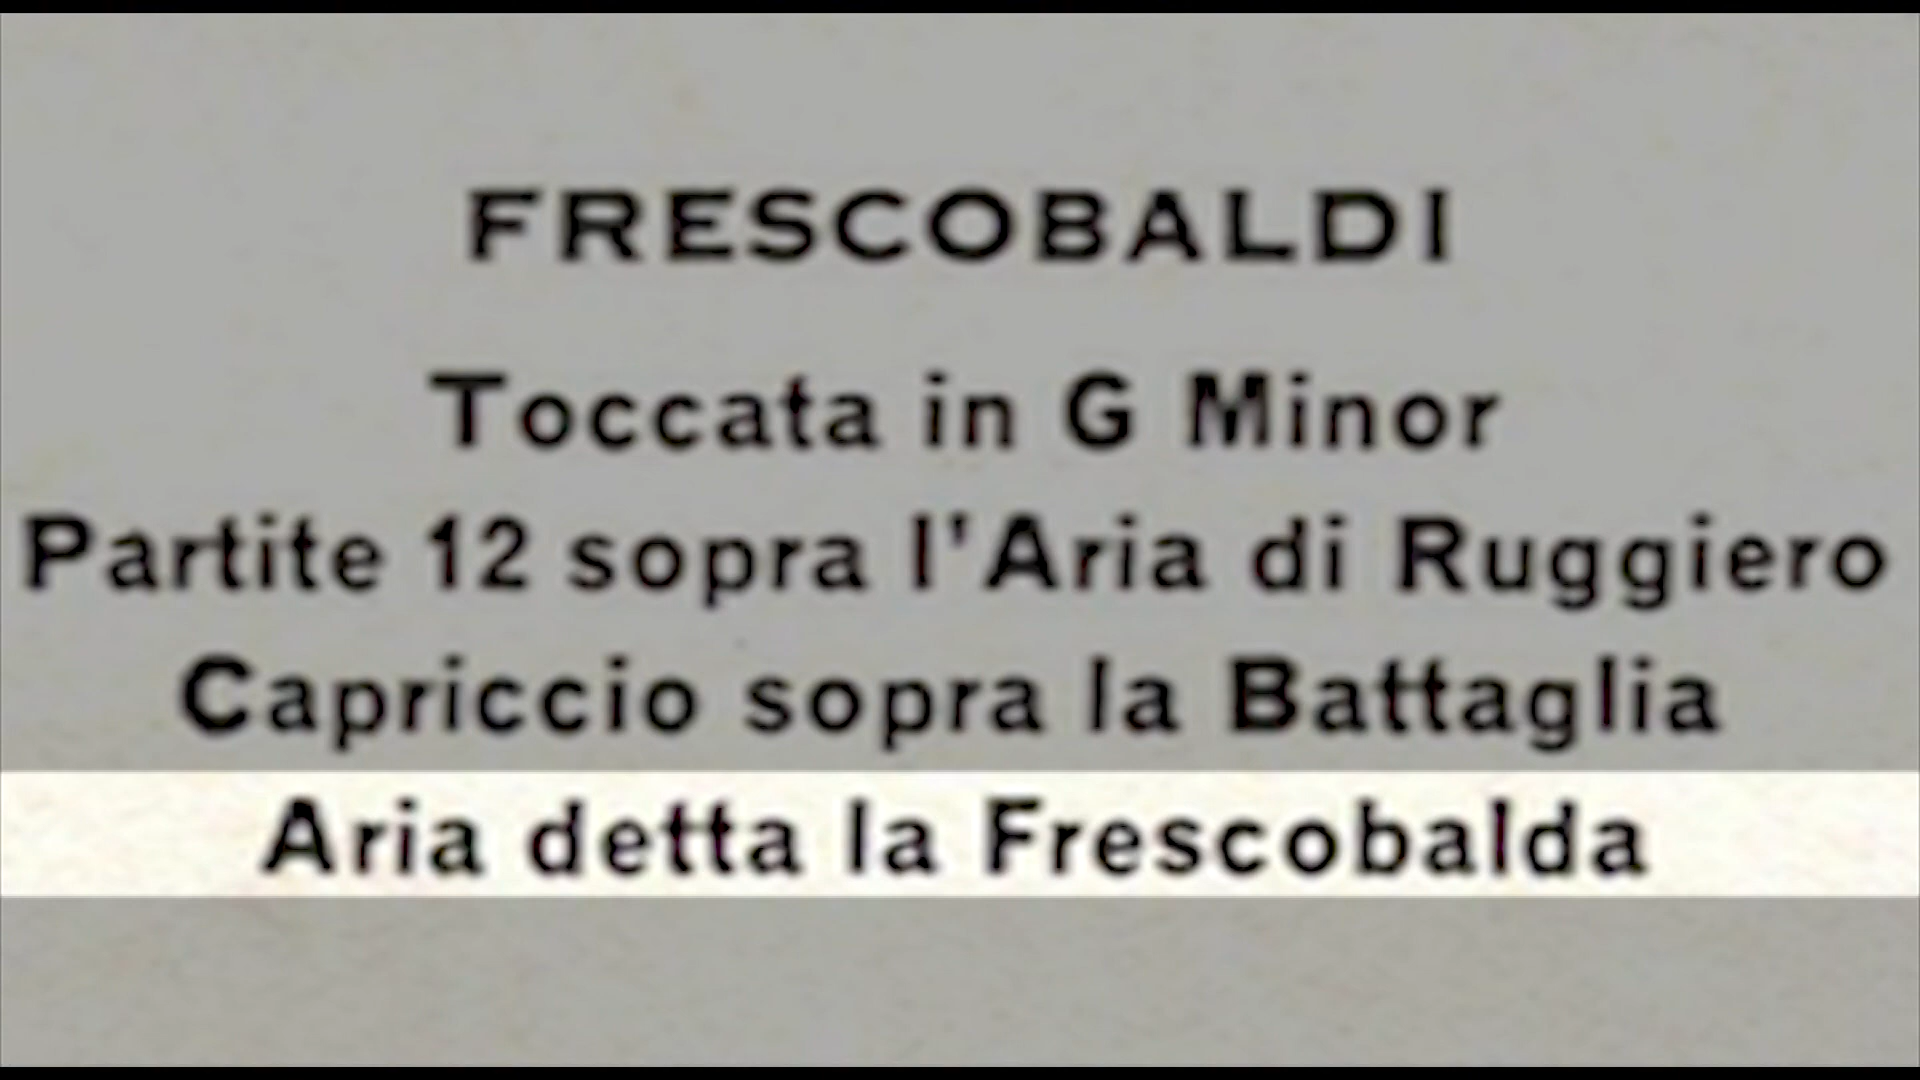 FRESCOBALDI
Toccata in G Minor
Partite 12 sopra l'Aria di Ruggiero
Capriccio sopra la Battaglia
Aria detta la Frescobalda